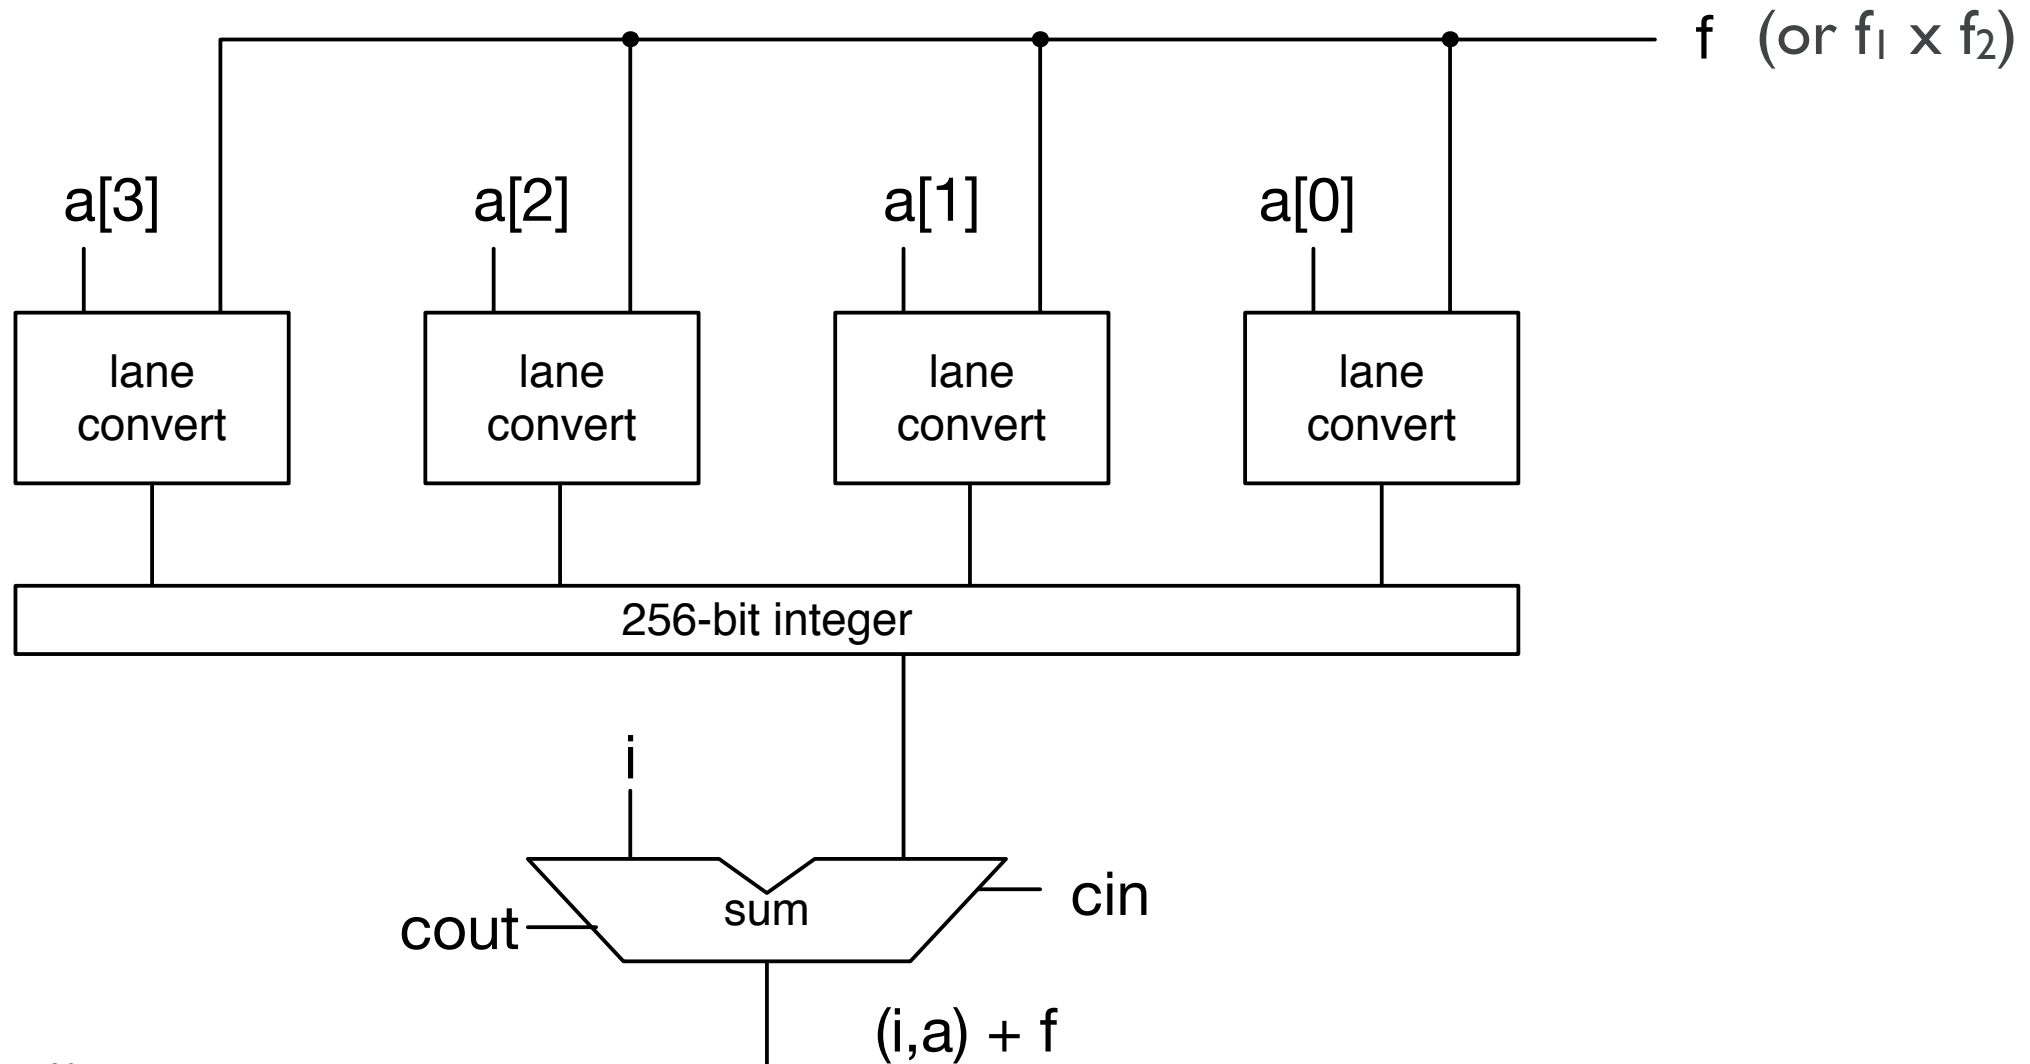 f (or f₁ x f₂)
a[3] a[2] a[1] a[0]
lane convert
lane convert
lane convert
lane convert
256-bit integer
i
sum
cin
cout
(i,a) + f